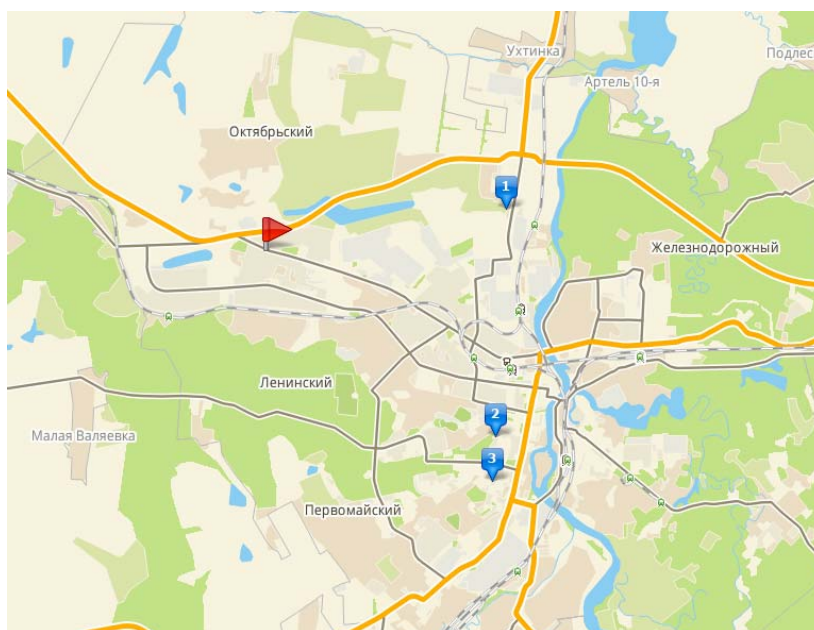 Ухтинка
Подлес
Артель 10-я
Октябрьский
1
Железнодорожный
Ленинский
2
Малая Валяевка
3
Первомайский